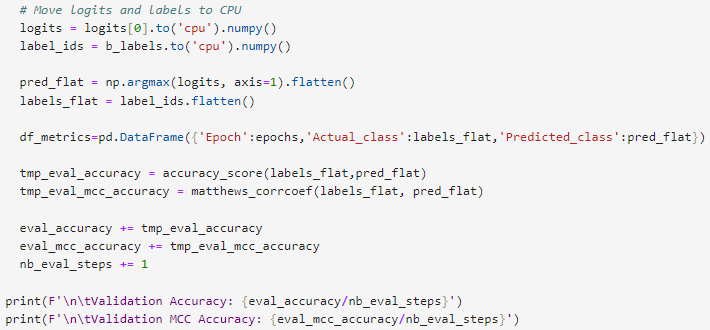 # Move logits and labels to CPU
logits = logits[0].to('cpu').numpy()
label_ids = b_labels.to('cpu').numpy()
pred_flat = np.argmax(logits, axis=1).flatten()
labels_flat = label_ids.flatten()
df_metrics=pd.DataFrame({'Epoch':epochs,'Actual_class':labels_flat,'Predicted_class':pred_flat})
tmp_eval_accuracy = accuracy_score(labels_flat,pred_flat)
tmp_eval_mcc_accuracy = matthews_corrcoef(labels_flat, pred_flat)
eval_accuracy += tmp_eval_accuracy
eval_mcc_accuracy += tmp_eval_mcc_accuracy
nb_eval_steps += 1
print(F'\n\tValidation Accuracy: {eval_accuracy/nb_eval_steps}')
print(F'\n\tValidation MCC Accuracy: {eval_mcc_accuracy/nb_eval_steps}')